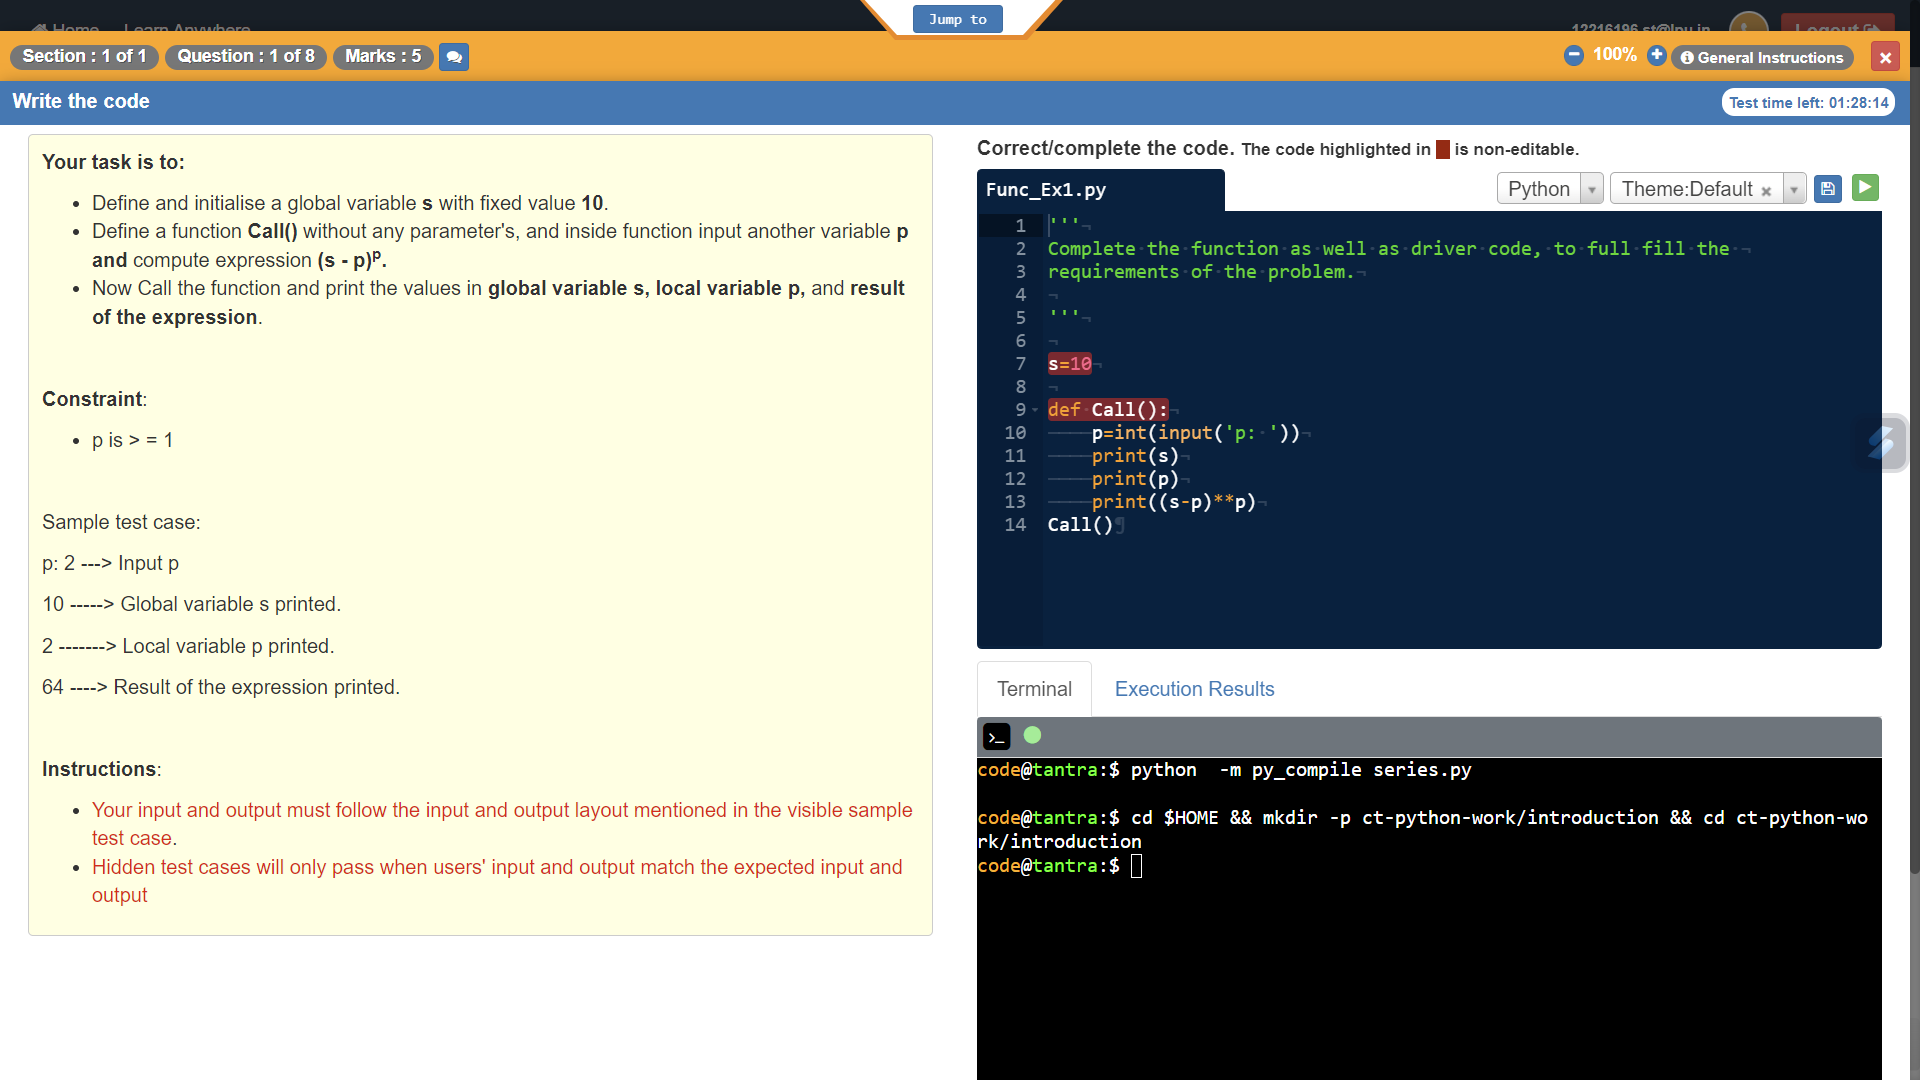 Jump to
Home Learn Anywhere
12216196.st@lpu.in
Logout
Section : 1 of 1 Question : 1 of 8 Marks : 5
100% General Instructions
Write the code
Test time left: 01:28:14
Your task is to:
• Define and initialise a global variable s with fixed value 10.
• Define a function Call() without any parameter's, and inside function input another variable p
and compute expression (s - p)ᵖ.
• Now Call the function and print the values in global variable s, local variable p, and result
of the expression.
Constraint:
• p is > = 1
Sample test case:
p: 2 ---> Input p
10 -----> Global variable s printed.
2 -------> Local variable p printed.
64 ----> Result of the expression printed.
Instructions:
• Your input and output must follow the input and output layout mentioned in the visible sample
test case.
• Hidden test cases will only pass when users' input and output match the expected input and
output
Correct/complete the code. The code highlighted in is non-editable.
Func_Ex1.py
Python
Theme:Default ×
1 '''
2 Complete the function as well as driver code, to full fill the
3 requirements of the problem.
4
5 '''
6
7 s=10
8
9 def Call():
10 p=int(input('p: '))
11 print(s)
12 print(p)
13 print((s-p)**p)
14 Call()
Terminal
Execution Results
code@tantra:$ python  -m py_compile series.py
code@tantra:$ cd $HOME && mkdir -p ct-python-work/introduction && cd ct-python-wo
rk/introduction
code@tantra:$